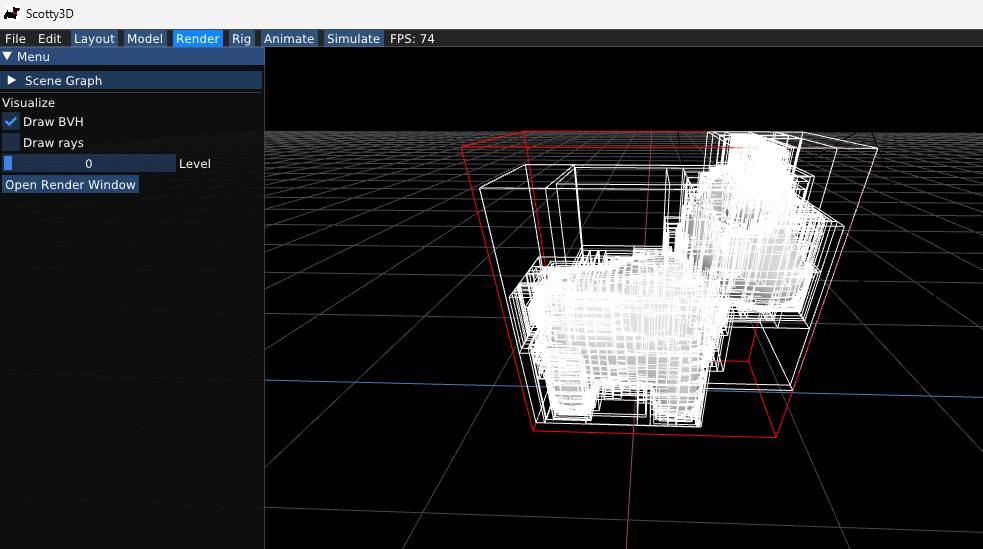 Scotty3D
File Edit Layout Model Render Rig Animate Simulate FPS: 74
Menu
Scene Graph
Visualize
Draw BVH
Draw rays
0 Level
Open Render Window